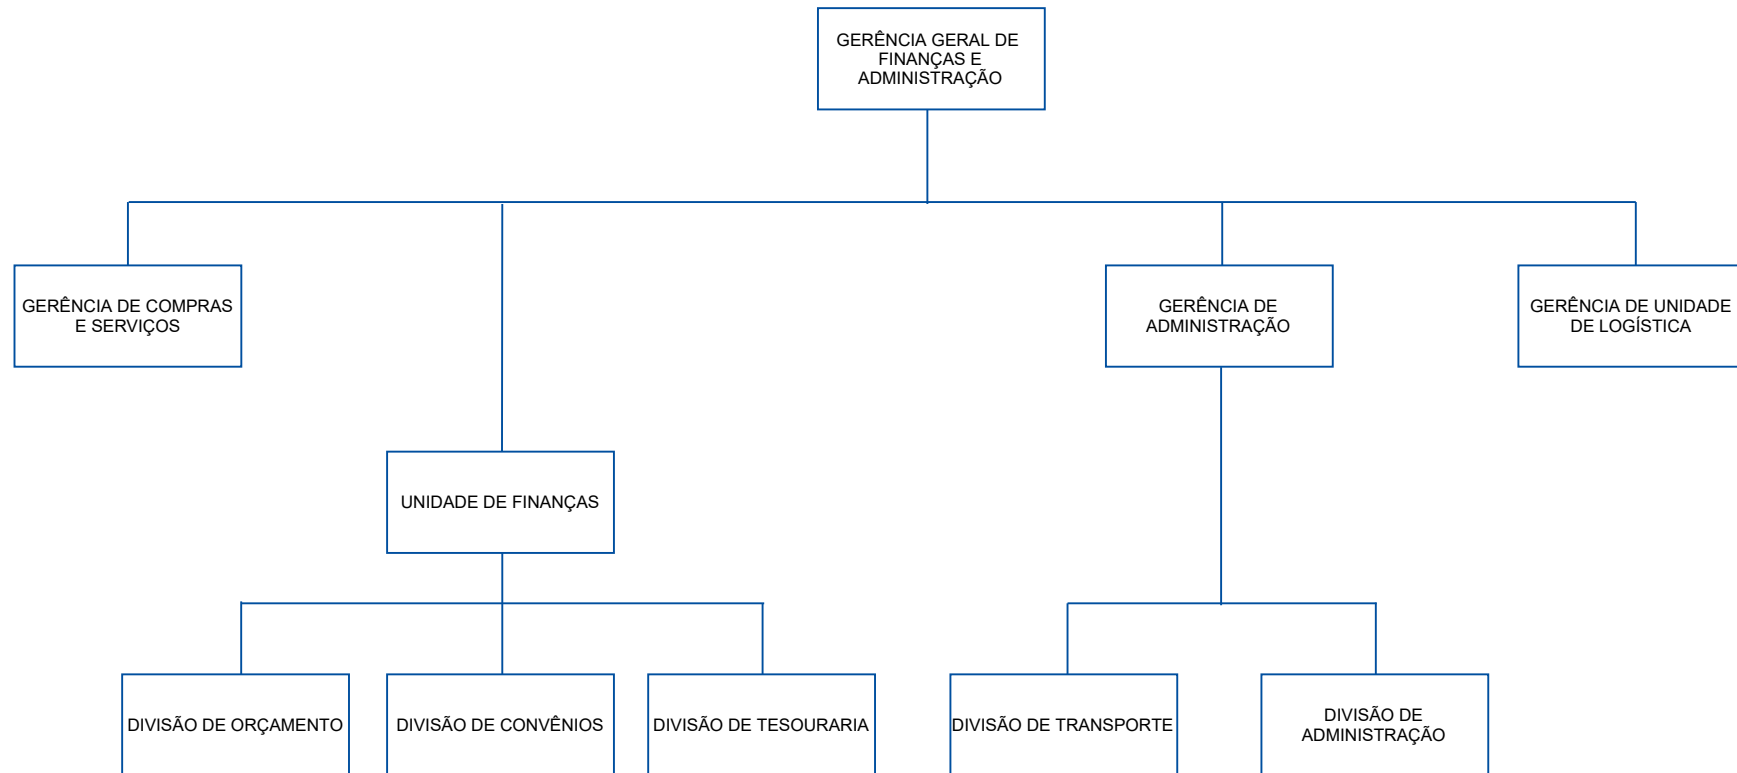 GERÊNCIA GERAL DE
FINANÇAS E
ADMINISTRAÇÃO
GERÊNCIA DE COMPRAS
E SERVIÇOS
GERÊNCIA DE
ADMINISTRAÇÃO
GERÊNCIA DE UNIDADE
DE LOGÍSTICA
UNIDADE DE FINANÇAS
DIVISÃO DE ORÇAMENTO
DIVISÃO DE CONVÊNIOS
DIVISÃO DE TESOURARIA
DIVISÃO DE TRANSPORTE
DIVISÃO DE
ADMINISTRAÇÃO